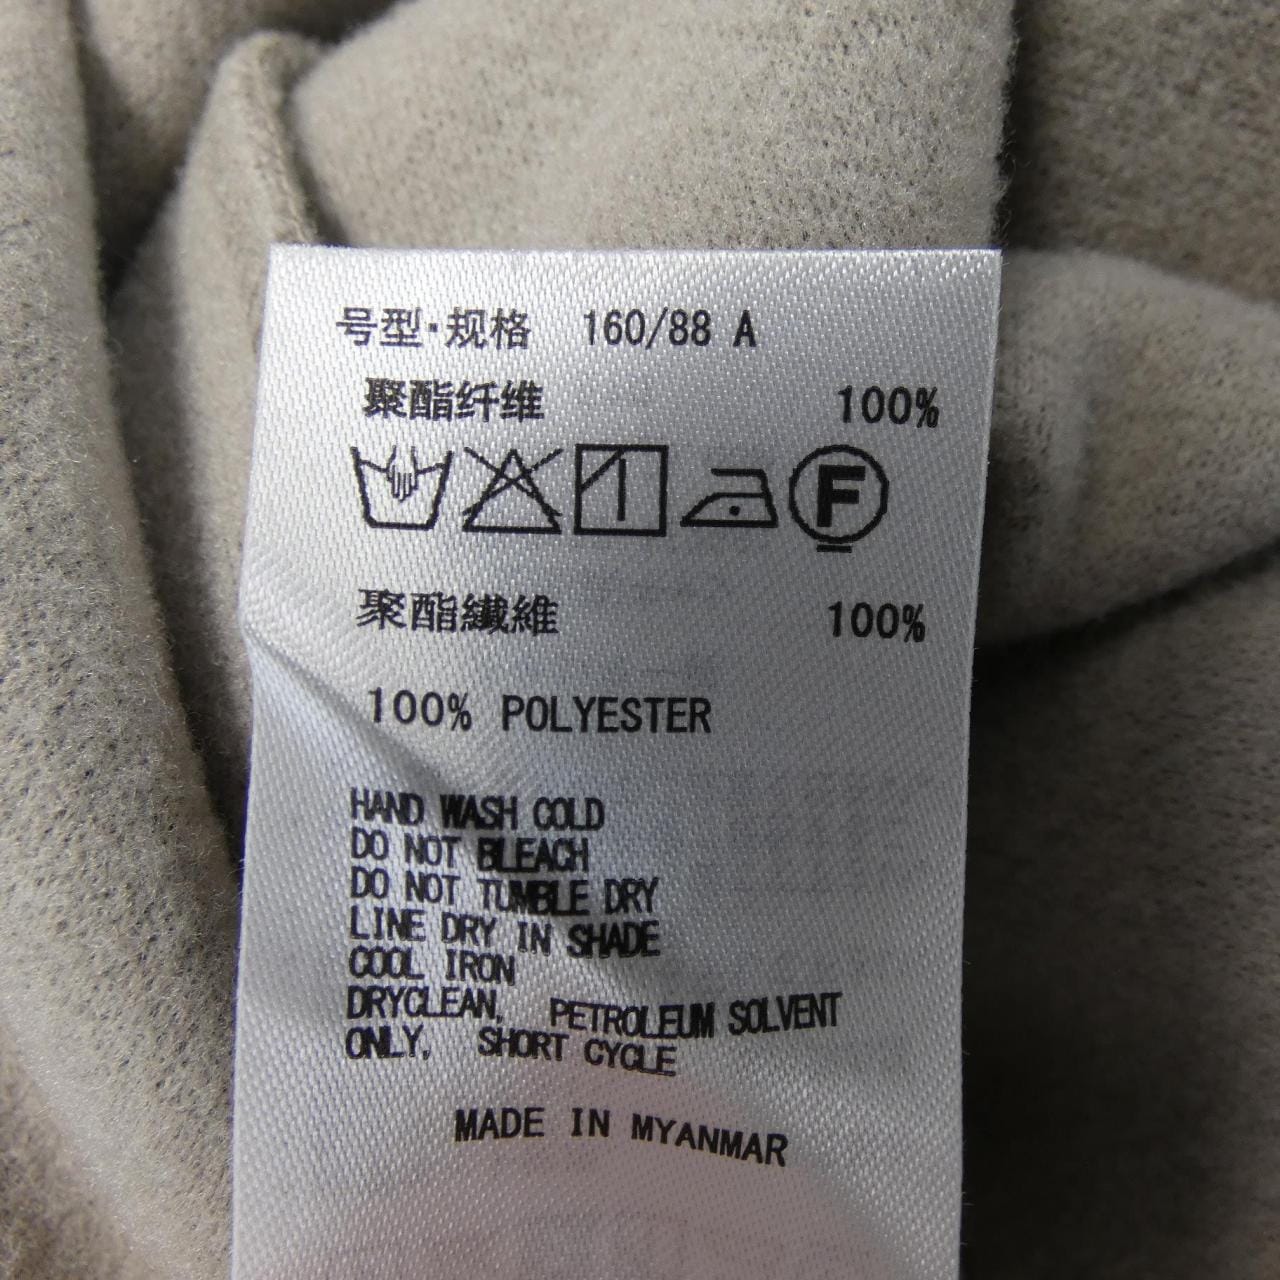 号型·规格 160/88 A
聚酯纤维 100%
F
聚酯纖維 100%
100% POLYESTER
HAND WASH COLD
DO NOT BLEACH
DO NOT TUMBLE DRY
LINE DRY IN SHADE
COOL IRON
DRYCLEAN, PETROLEUM SOLVENT
ONLY, SHORT CYCLE
MADE IN MYANMAR